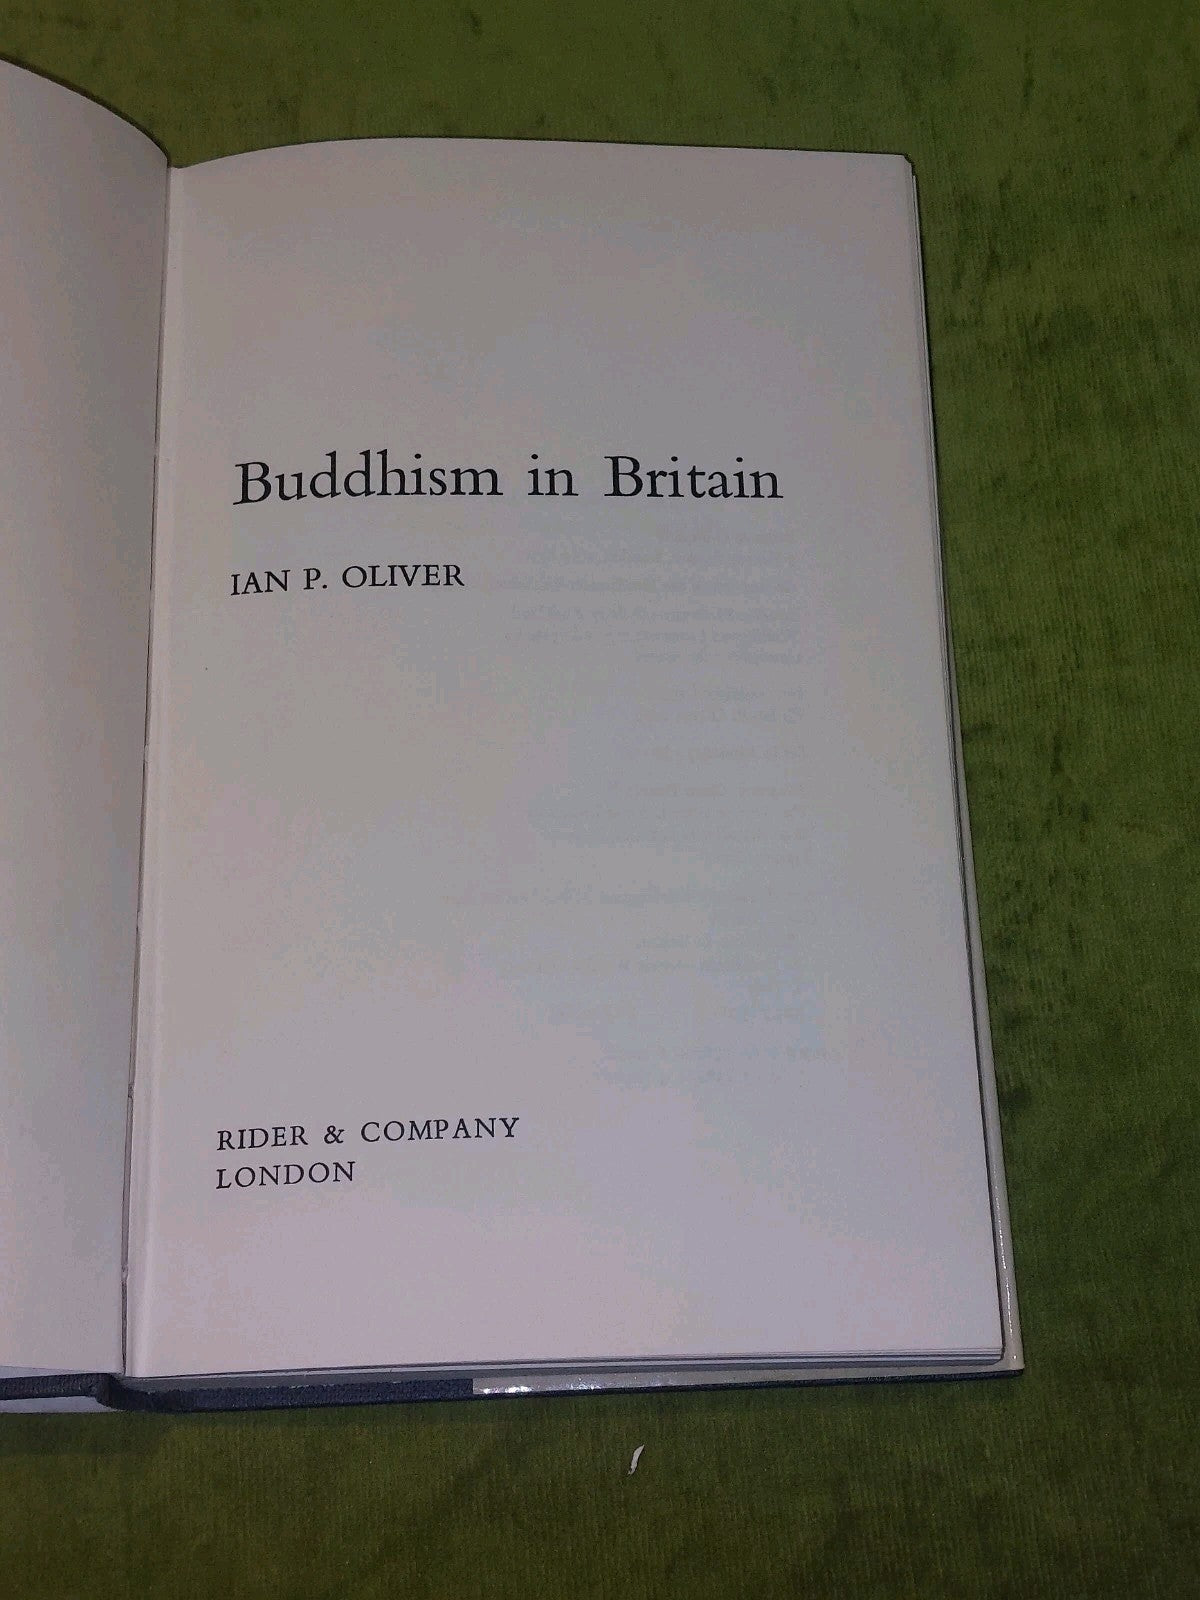 Buddhism in Britain
IAN P. OLIVER
RIDER & COMPANY
LONDON